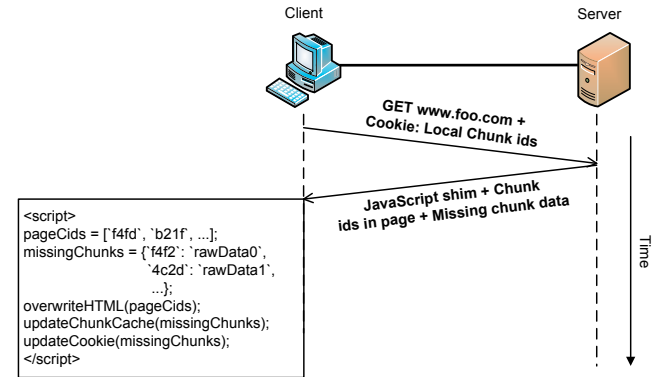 Client
Server
GET www.foo.com +
Cookie: Local Chunk ids
JavaScript shim + Chunk
ids in page + Missing chunk data
Time
<script>
pageCids = [`f4fd`, `b21f`, ...];
missingChunks = {`f4f2`: `rawData0`,
`4c2d`: `rawData1`,
...};
overwriteHTML(pageCids);
updateChunkCache(missingChunks);
updateCookie(missingChunks);
</script>